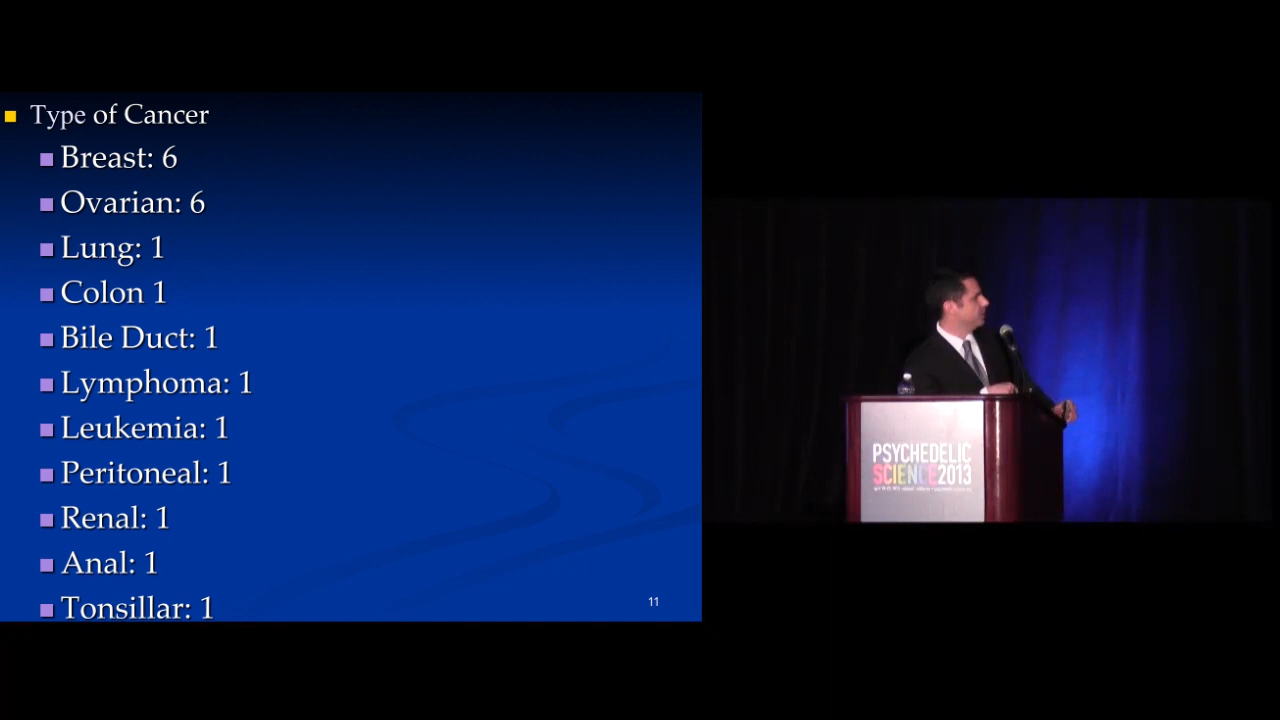 Type of Cancer
Breast: 6
Ovarian: 6
Lung: 1
Colon 1
Bile Duct: 1
Lymphoma: 1
Leukemia: 1
Peritoneal: 1
Renal: 1
Anal: 1
Tonsillar: 1
11
PSYCHEDELIC
SCIENCE2013